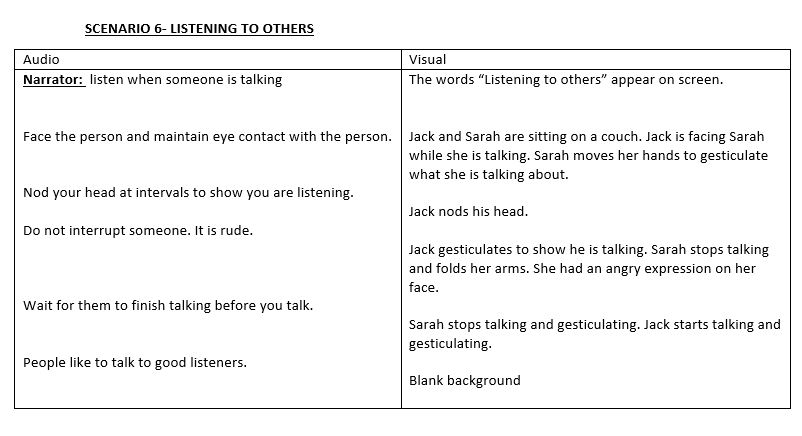 SCENARIO 6- LISTENING TO OTHERS
Audio
Narrator: listen when someone is talking
Face the person and maintain eye contact with the person.
Nod your head at intervals to show you are listening.
Do not interrupt someone. It is rude.
Wait for them to finish talking before you talk.
People like to talk to good listeners.
Visual
The words “Listening to others” appear on screen.
Jack and Sarah are sitting on a couch. Jack is facing Sarah
while she is talking. Sarah moves her hands to gesticulate
what she is talking about.
Jack nods his head.
Jack gesticulates to show he is talking. Sarah stops talking
and folds her arms. She had an angry expression on her
face.
Sarah stops talking and gesticulating. Jack starts talking and
gesticulating.
Blank background